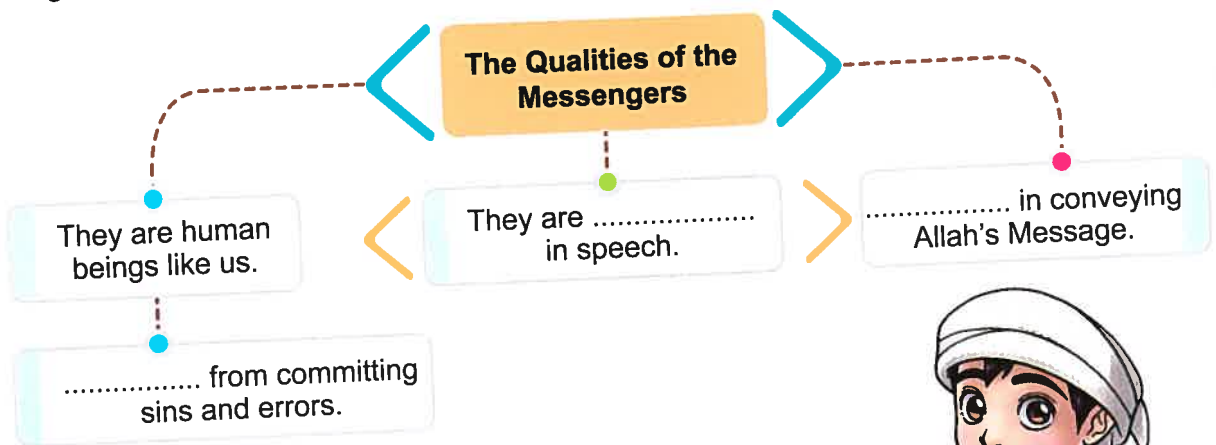 The Qualities of the
Messengers
They are human
beings like us.
They are .....................
in speech.
.................. in conveying
Allah's Message.
................. from committing
sins and errors.